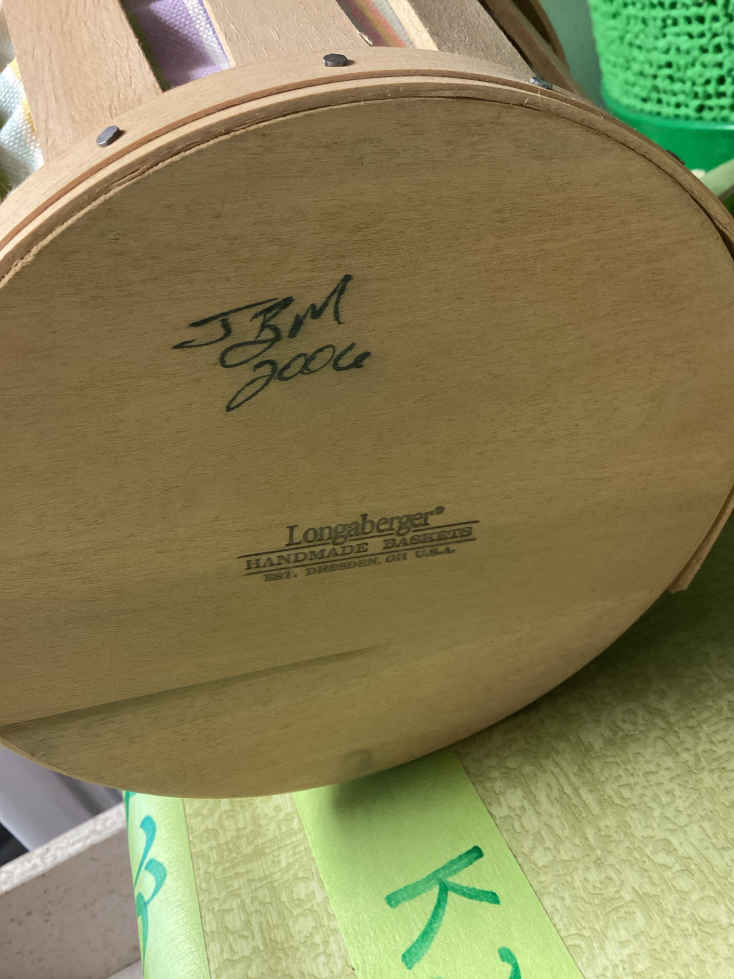 JBM
2006
Longaberger®
HANDMADE BASKETS
EST. DRESDEN, OH U.S.A.
K